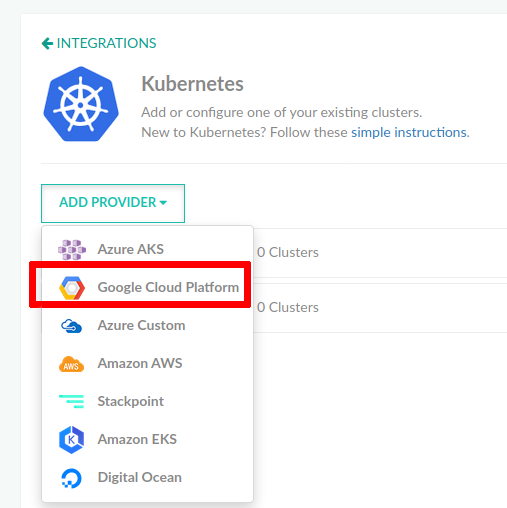 INTEGRATIONS
Kubernetes
Add or configure one of your existing clusters.
New to Kubernetes? Follow these simple instructions.
ADD PROVIDER
Azure AKS
0 Clusters
Google Cloud Platform
0 Clusters
Azure Custom
Amazon AWS
AWS
Stackpoint
Amazon EKS
K
Digital Ocean